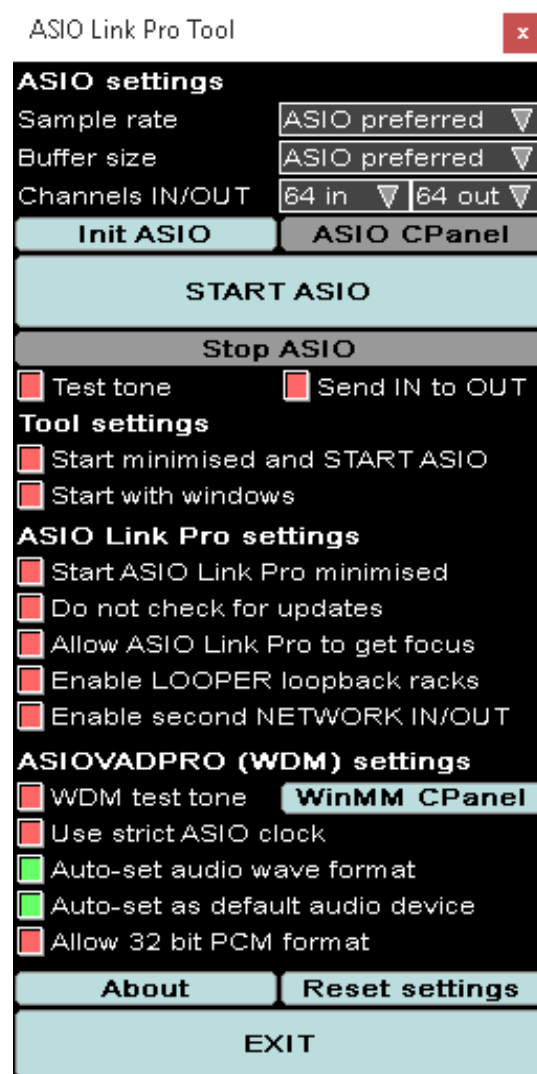 ASIO Link Pro Tool x
ASIO settings
Sample rate ASIO preferred
Buffer size ASIO preferred
Channels IN/OUT 64 in 64 out
Init ASIO ASIO CPanel
START ASIO
Stop ASIO
Test tone Send IN to OUT
Tool settings
Start minimised and START ASIO
Start with windows
ASIO Link Pro settings
Start ASIO Link Pro minimised
Do not check for updates
Allow ASIO Link Pro to get focus
Enable LOOPER loopback racks
Enable second NETWORK IN/OUT
ASIOVADPRO (WDM) settings
WDM test tone WinMM CPanel
Use strict ASIO clock
Auto-set audio wave format
Auto-set as default audio device
Allow 32 bit PCM format
About Reset settings
EXIT